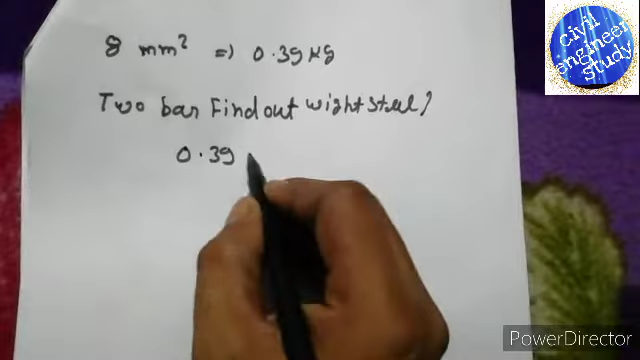 8 mm² => 0.39 Kg
Two bar Find out wight steel?
0.39
civil
engineer
study
PowerDirector